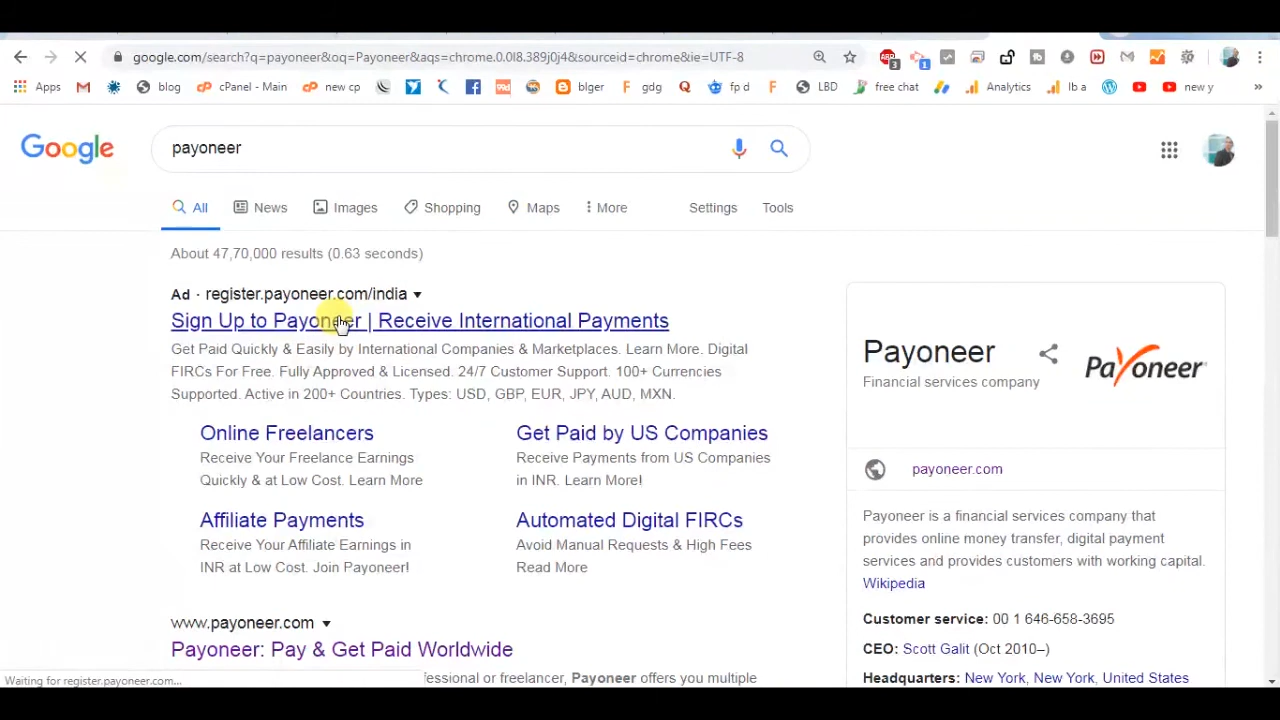 google.com/search?q=payoneer&oq=Payoneer&aqs=chrome.0.0l8.389j0j4&sourceid=chrome&ie=UTF-8
3
1
Apps blog cPanel - Main new cp blger gdg fp d LBD free chat Analytics lb a new y »
Google
payoneer
All News Images Shopping Maps More Settings Tools
About 47,70,000 results (0.63 seconds)
Ad · register.payoneer.com/india
Sign Up to Payoneer | Receive International Payments
Get Paid Quickly & Easily by International Companies & Marketplaces. Learn More. Digital
FIRCs For Free. Fully Approved & Licensed. 24/7 Customer Support. 100+ Currencies
Supported. Active in 200+ Countries. Types: USD, GBP, EUR, JPY, AUD, MXN.
Online Freelancers
Receive Your Freelance Earnings
Quickly & at Low Cost. Learn More
Get Paid by US Companies
Receive Payments from US Companies
in INR. Learn More!
Affiliate Payments
Receive Your Affiliate Earnings in
INR at Low Cost. Join Payoneer!
Automated Digital FIRCs
Avoid Manual Requests & High Fees
Read More
www.payoneer.com
Payoneer: Pay & Get Paid Worldwide
ofessional or freelancer, Payoneer offers you multiple
Waiting for register.payoneer.com...
Payoneer
Financial services company
Payoneer
payoneer.com
Payoneer is a financial services company that
provides online money transfer, digital payment
services and provides customers with working capital.
Wikipedia
Customer service: 00 1 646-658-3695
CEO: Scott Galit (Oct 2010–)
Headquarters: New York, New York, United States